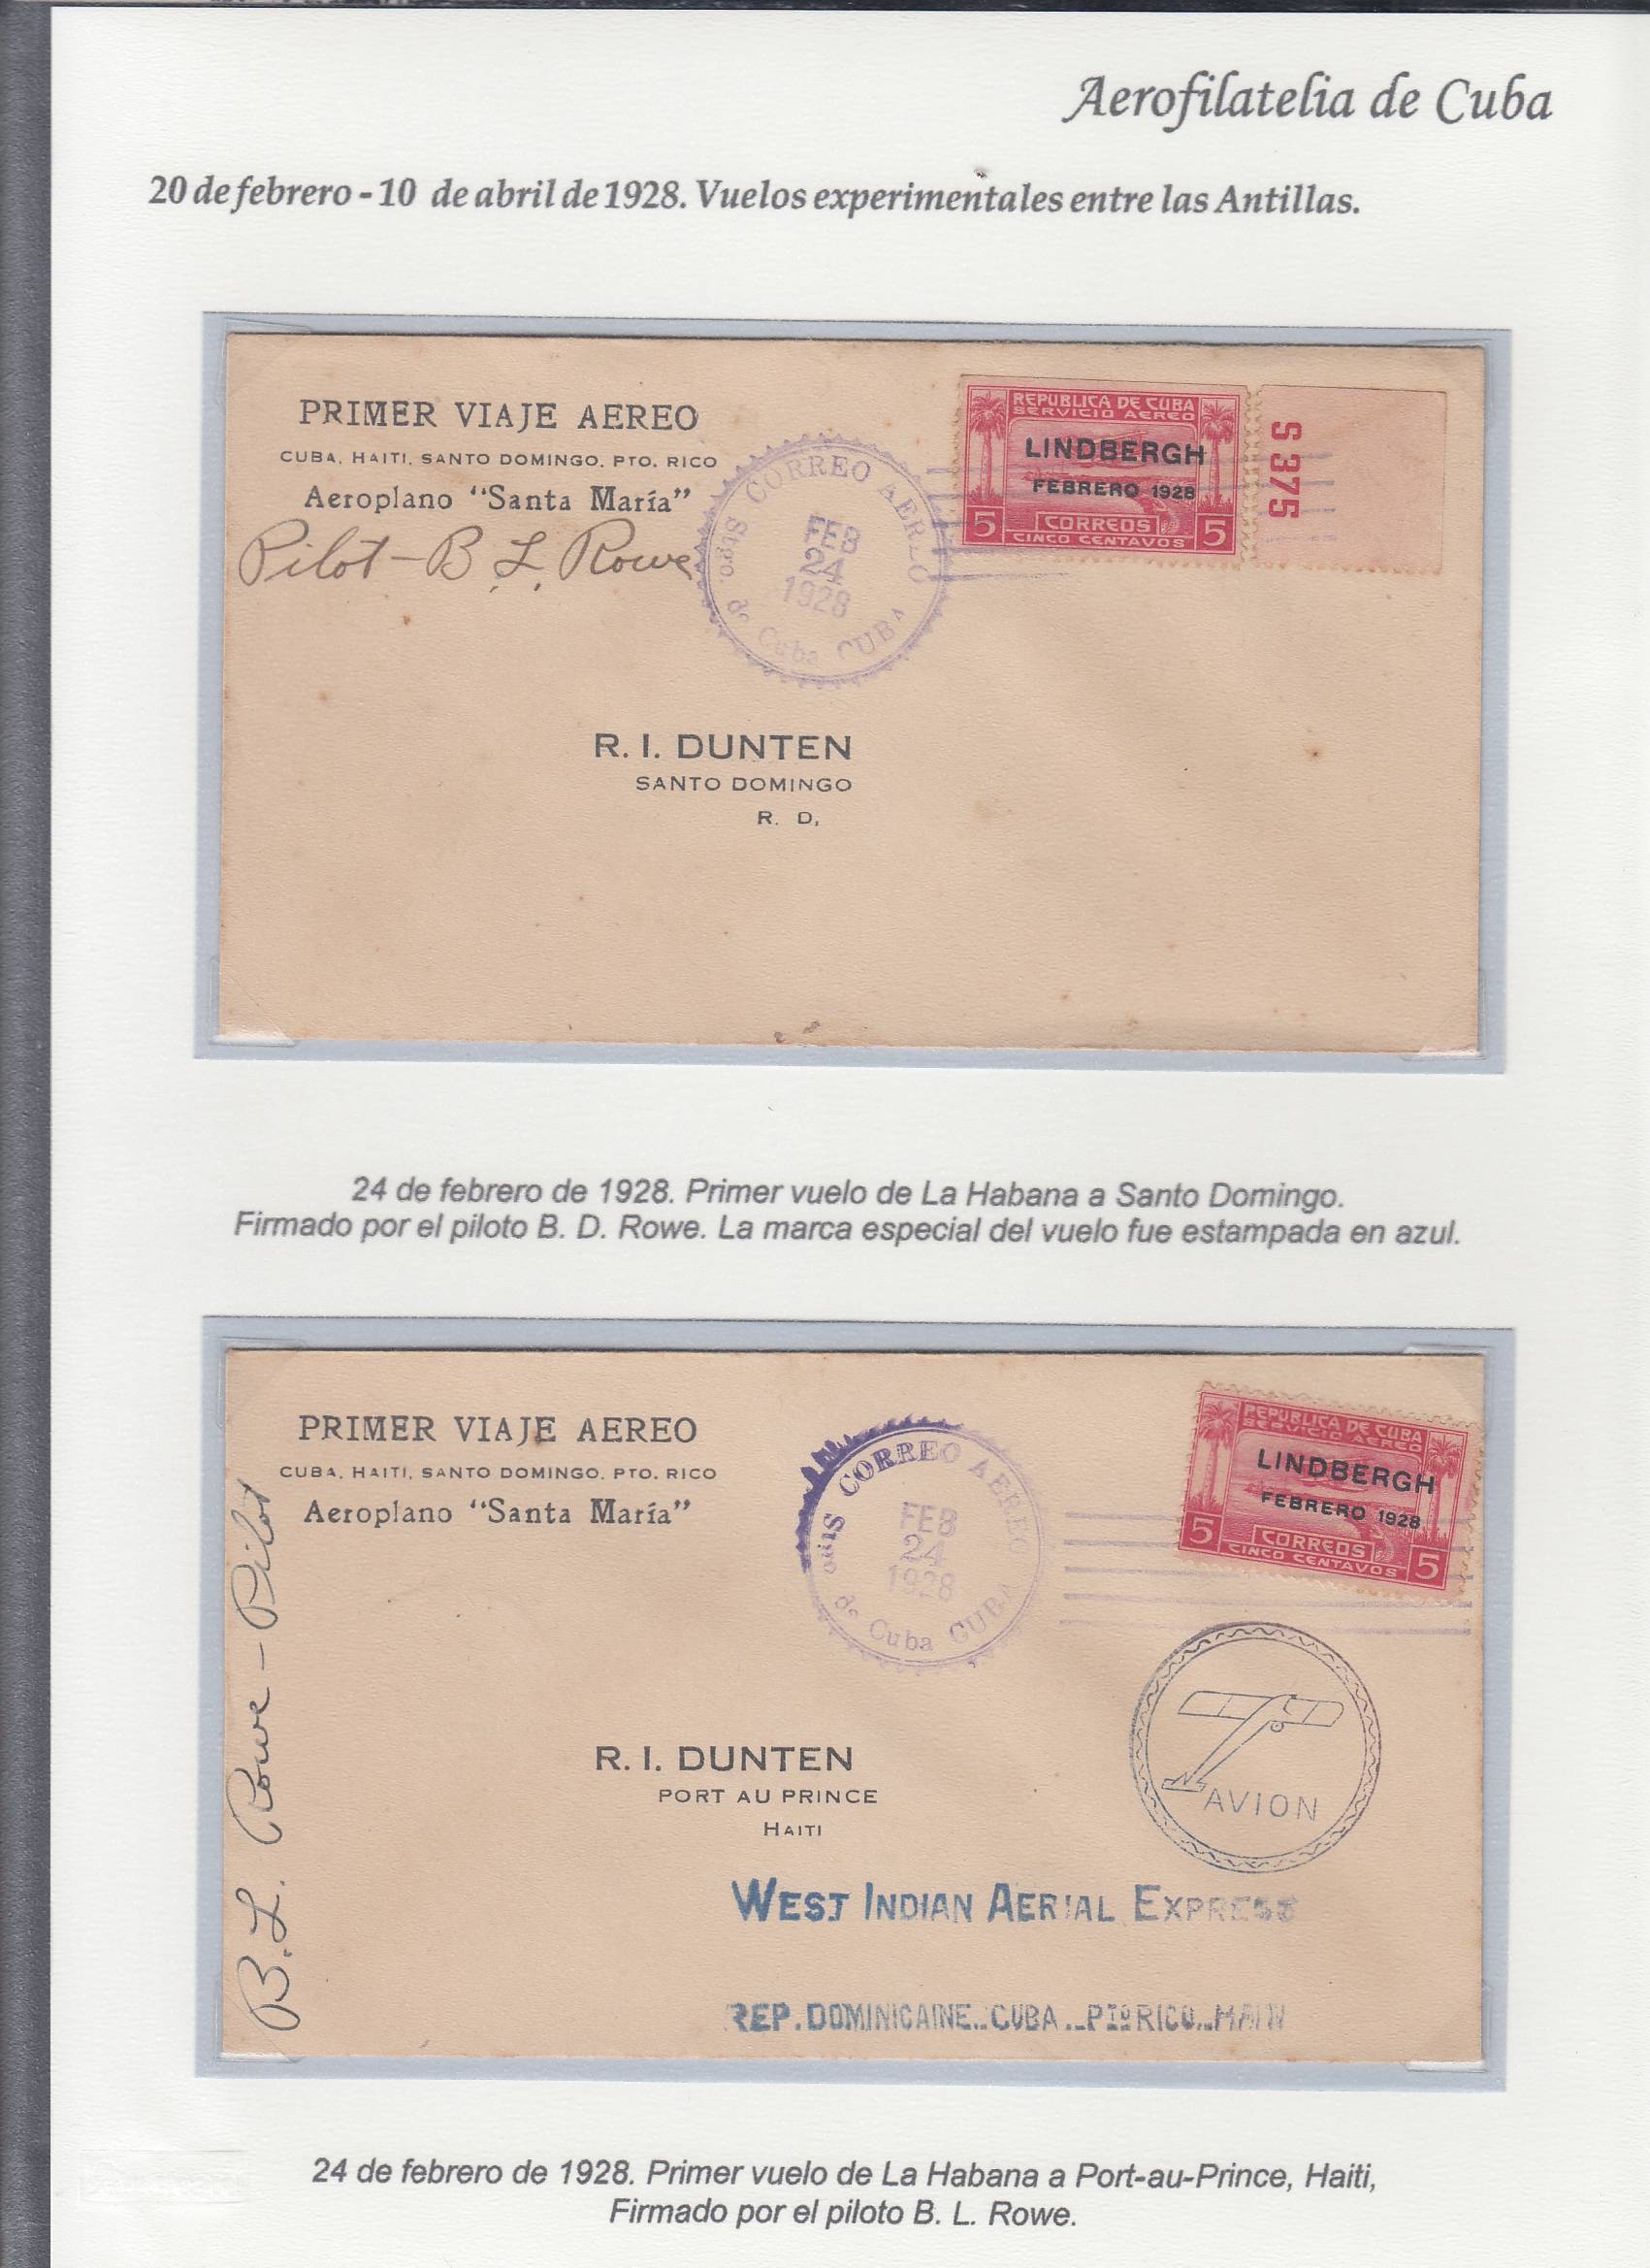 Aerofilatelia de Cuba
20 de febrero - 10 de abril de 1928. Vuelos experimentales entre las Antillas.
PRIMER VIAJE AEREO
CUBA, HAITI, SANTO DOMINGO, PTO. RICO
Aeroplano "Santa María"
Pilot - B L. Rowe
CORREO AEREO
Stgo. de Cuba CUBA
FEB
24
1928
REPUBLICA DE CUBA
SERVICIO AEREO
LINDBERGH
FEBRERO 1928
5 CORREOS 5
CINCO CENTAVOS
S 375
R. I. DUNTEN
SANTO DOMINGO
R. D,
24 de febrero de 1928. Primer vuelo de La Habana a Santo Domingo.
Firmado por el piloto B. D. Rowe. La marca especial del vuelo fue estampada en azul.
PRIMER VIAJE AEREO
CUBA, HAITI, SANTO DOMINGO, PTO. RICO
Aeroplano "Santa María"
B. L. Rowe - Pilot
CORREO AEREO
Stgo. de Cuba CUBA
FEB
24
1928
REPUBLICA DE CUBA
SERVICIO AEREO
LINDBERGH
FEBRERO 1928
5 CORREOS 5
CINCO CENTAVOS
AVION
R. I. DUNTEN
PORT AU PRINCE
HAITI
WEST INDIAN AERIAL EXPRESS
REP. DOMINICAINE__CUBA.__PTO RICO__
24 de febrero de 1928. Primer vuelo de La Habana a Port-au-Prince, Haiti,
Firmado por el piloto B. L. Rowe.